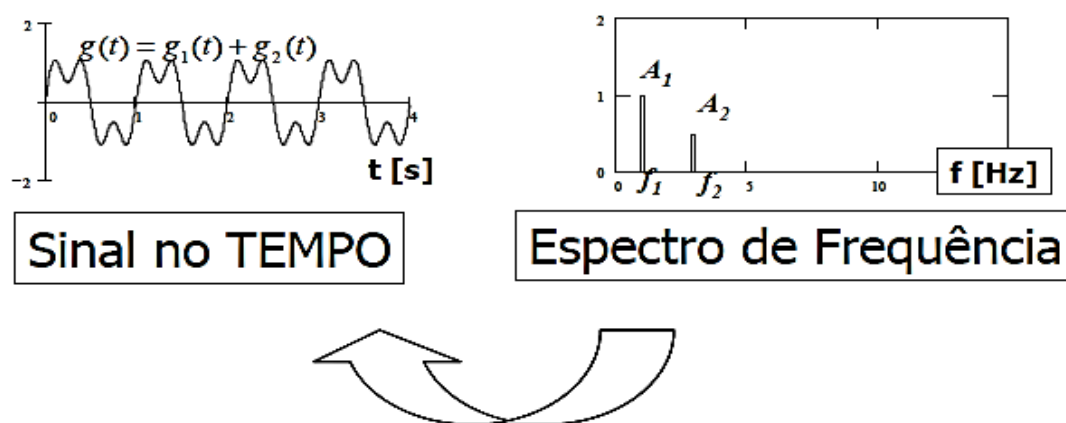 2
g(t) = g₁(t) + g₂(t)
0 1 2 3 4
t [s]
−2
Sinal no TEMPO
2
A₁
1
A₂
0
0 5 10
f₁ f₂
f [Hz]
Espectro de Frequência